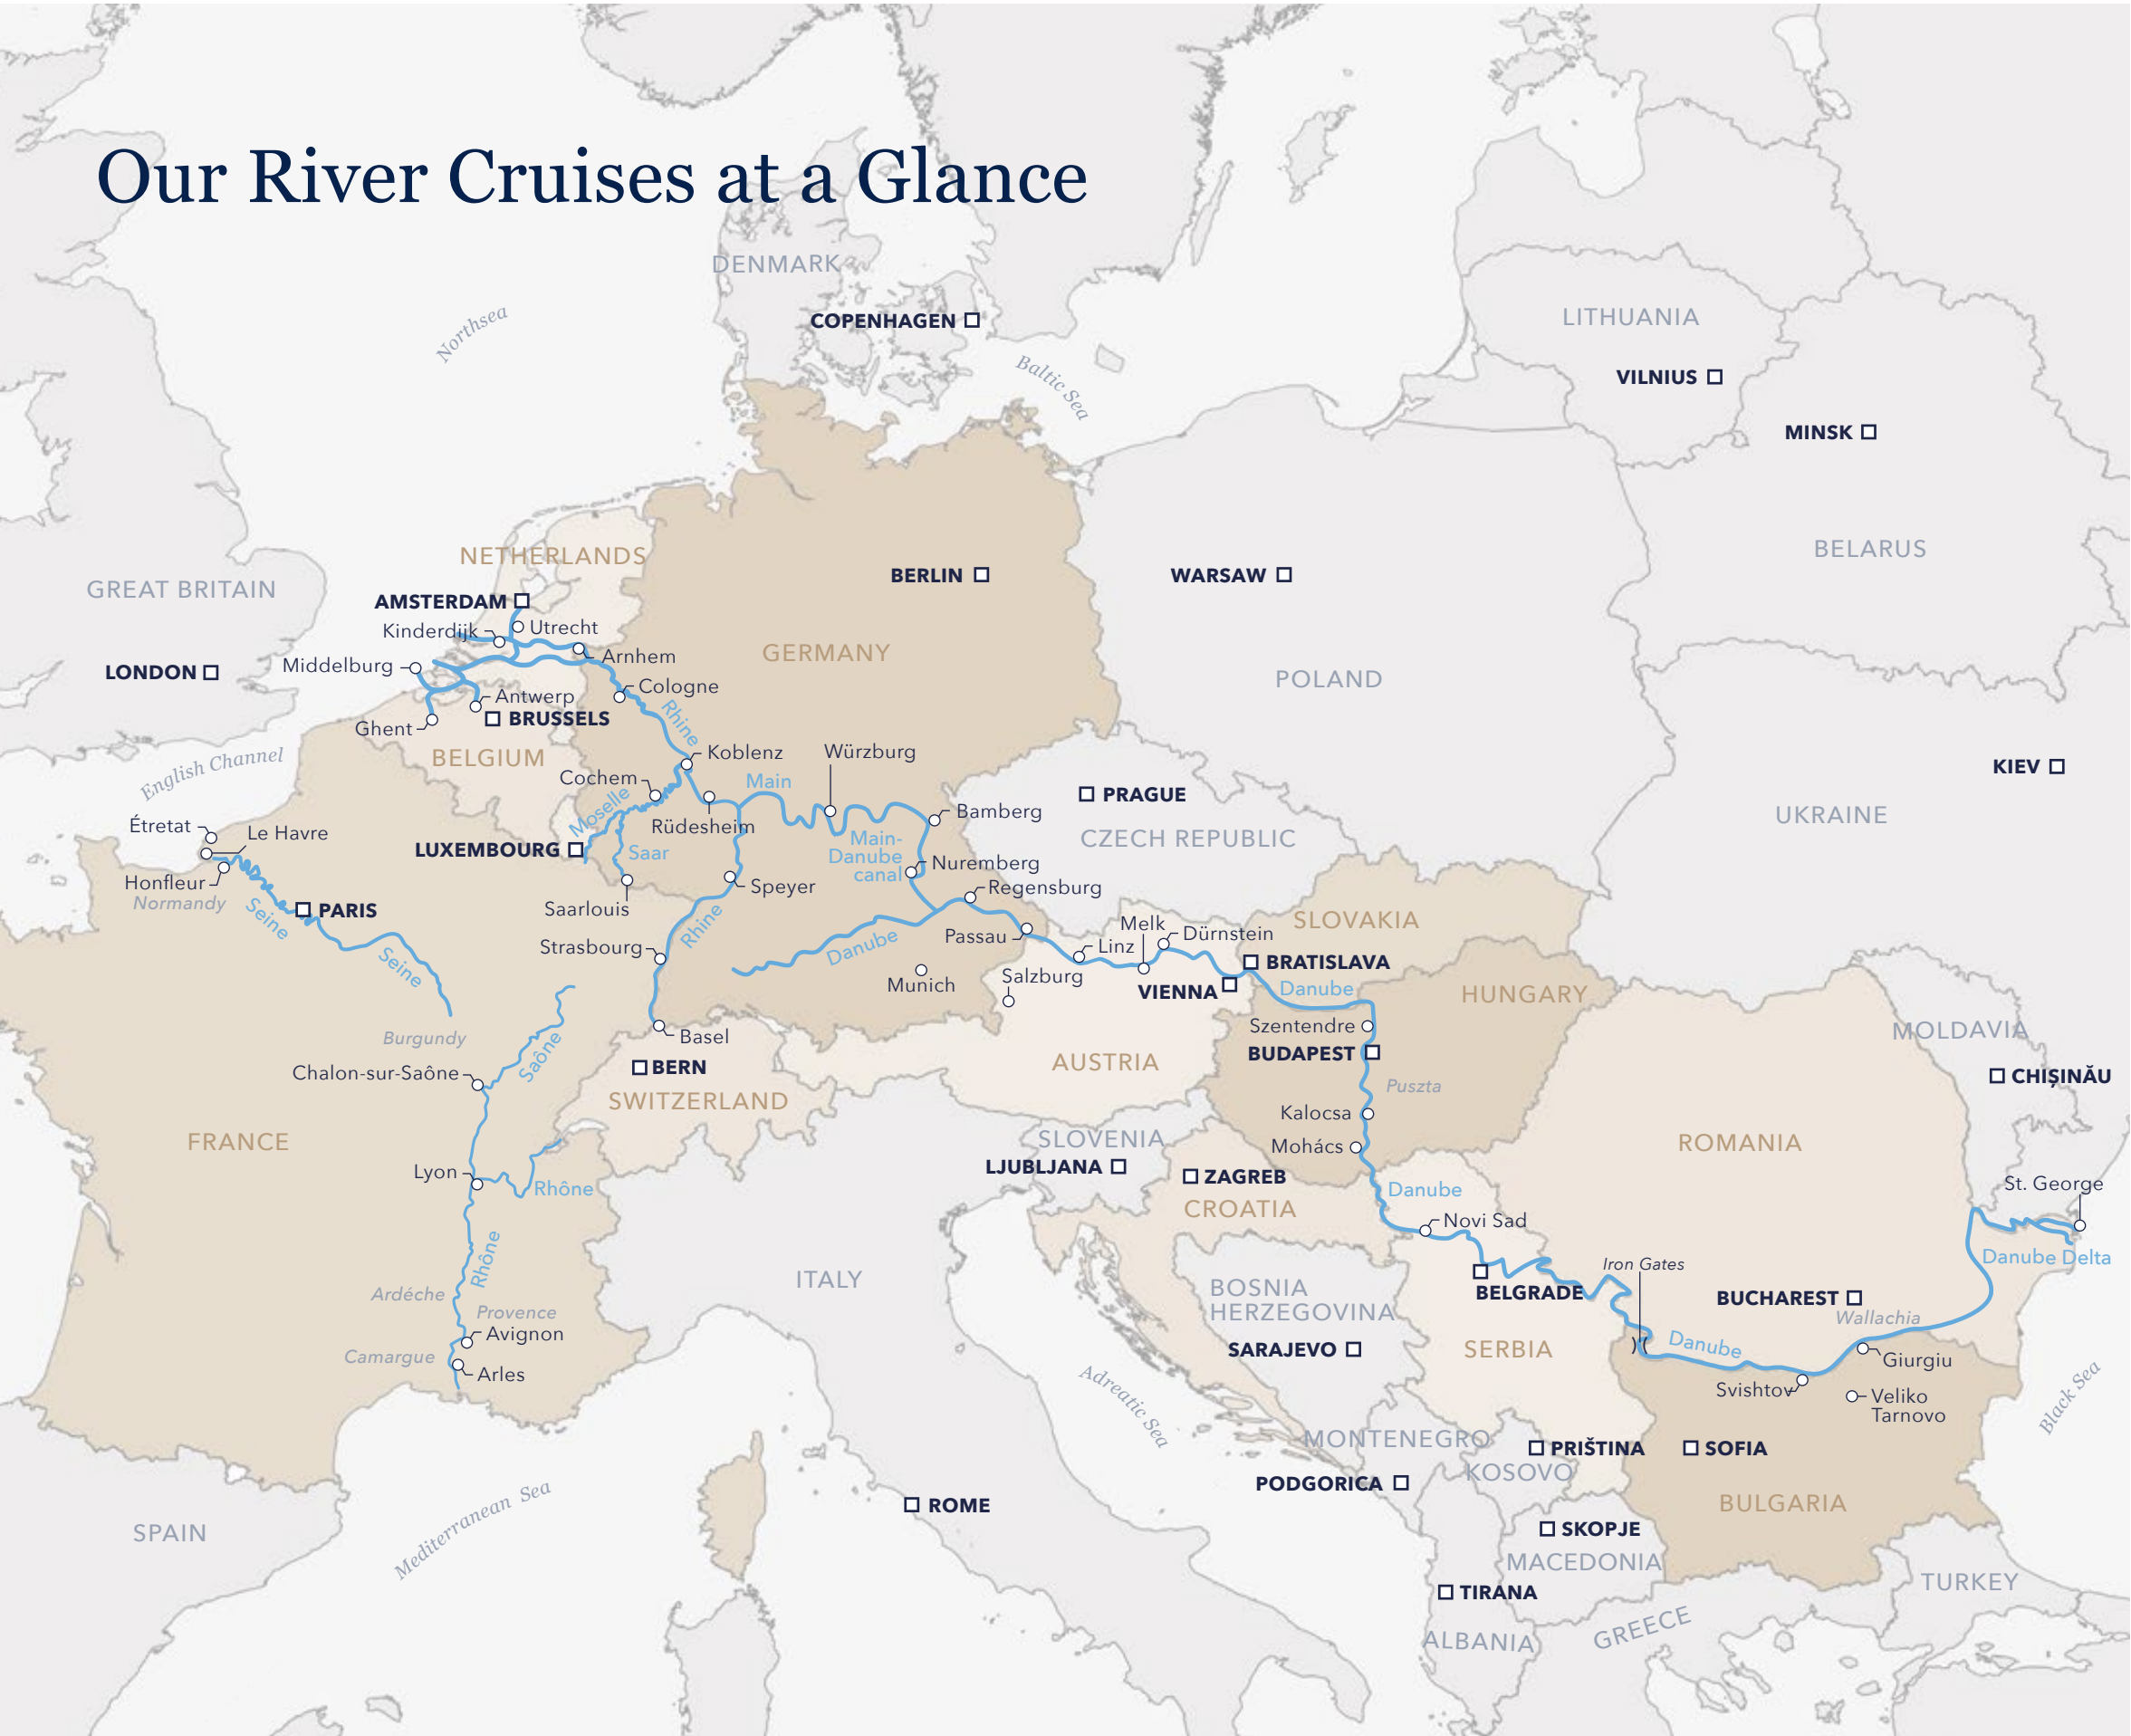 Our River Cruises at a Glance
DENMARK
COPENHAGEN
Northsea
Baltic Sea
LITHUANIA
VILNIUS
MINSK
BELARUS
NETHERLANDS
GREAT BRITAIN
AMSTERDAM
Kinderdijk
Utrecht
BERLIN
WARSAW
LONDON
Middelburg
Arnhem
GERMANY
POLAND
Antwerp
Cologne
Ghent
BRUSSELS
Rhine
BELGIUM
English Channel
Koblenz
Würzburg
Cochem
Main
Moselle
Rüdesheim
Bamberg
PRAGUE
CZECH REPUBLIC
KIEV
UKRAINE
Étretat
Le Havre
LUXEMBOURG
Saar
Main-
Danube
canal
Nuremberg
Honfleur
Normandy
Seine
PARIS
Saarlouis
Speyer
Regensburg
Seine
Strasbourg
Rhine
Danube
Passau
Munich
Linz
Melk
Dürnstein
Salzburg
VIENNA
SLOVAKIA
BRATISLAVA
Danube
HUNGARY
Burgundy
Basel
Szentendre
BUDAPEST
MOLDAVIA
Chalon-sur-Saône
Saône
BERN
SWITZERLAND
AUSTRIA
Puszta
CHIȘINĂU
FRANCE
Kalocsa
Mohács
SLOVENIA
LJUBLJANA
ZAGREB
CROATIA
ROMANIA
Lyon
Rhône
Danube
Novi Sad
St. George
Rhône
ITALY
BOSNIA
HERZEGOVINA
Iron Gates
BELGRADE
Danube Delta
Ardéche
Provence
Avignon
BUCHAREST
Wallachia
Camargue
Arles
SARAJEVO
SERBIA
Danube
Giurgiu
Svishtov
Veliko
Tarnovo
Adreatic Sea
Black Sea
MONTENEGRO
PRIŠTINA
KOSOVO
SOFIA
PODGORICA
BULGARIA
Mediterranean Sea
SPAIN
ROME
SKOPJE
MACEDONIA
TIRANA
TURKEY
ALBANIA
GREECE